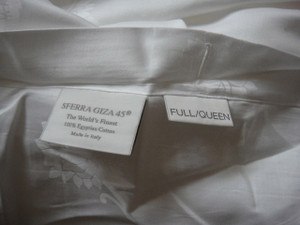 SFERRA GIZA 45®
The World's Finest
100% Egyptian Cotton
Made in Italy
FULL/QUEEN